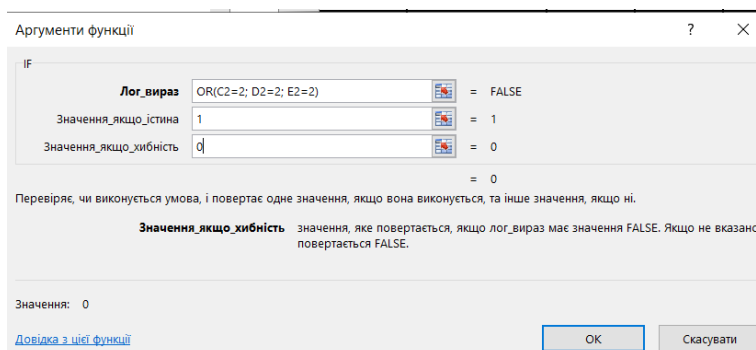 Аргументи функції ? ×
IF
Лог_вираз OR(C2=2; D2=2; E2=2) = FALSE
Значення_якщо_істина 1 = 1
Значення_якщо_хибність 0 = 0
= 0
Перевіряє, чи виконується умова, і повертає одне значення, якщо вона виконується, та інше значення, якщо ні.
Значення_якщо_хибність значення, яке повертається, якщо лог_вираз має значення FALSE. Якщо не вказано
повертається FALSE.
Значення: 0
Довідка з цієї функції ОК Скасувати